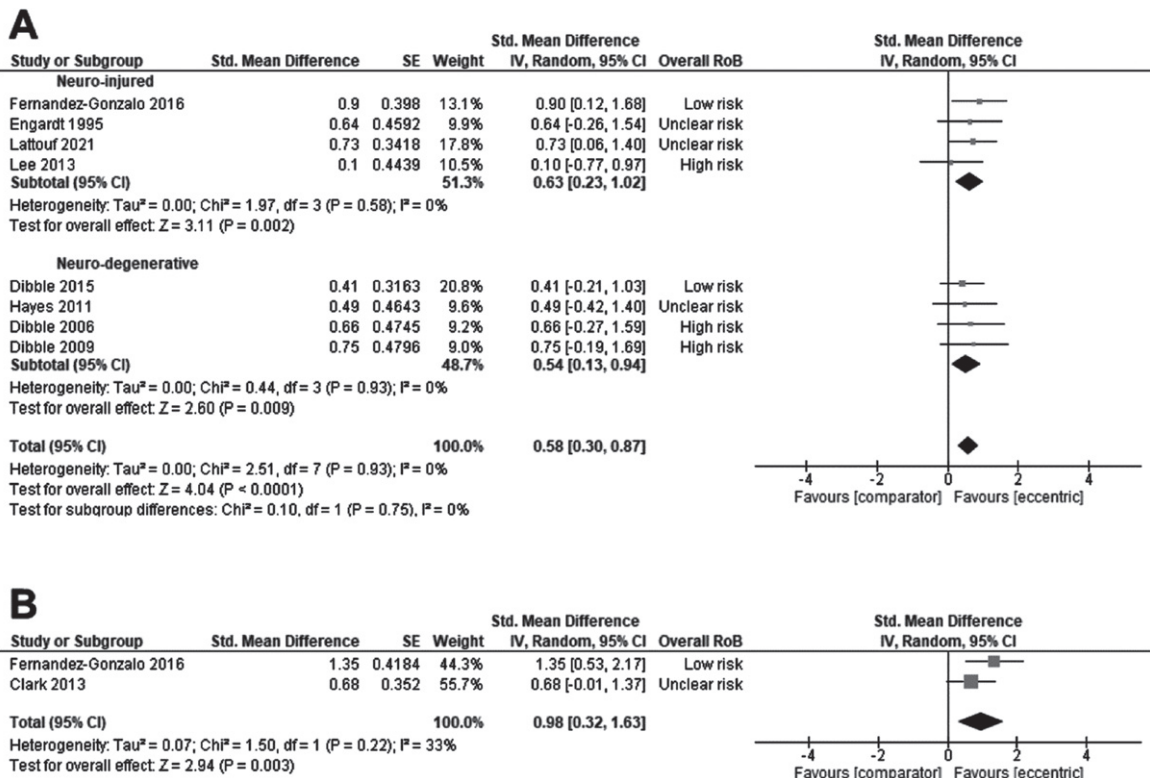 A
Std. Mean Difference Std. Mean Difference
Study or Subgroup Std. Mean Difference SE Weight IV, Random, 95% CI Overall RoB IV, Random, 95% CI
Neuro-injured
Fernandez-Gonzalo 2016 0.9 0.398 13.1% 0.90 [0.12, 1.68] Low risk
Engardt 1995 0.64 0.4592 9.9% 0.64 [-0.26, 1.54] Unclear risk
Lattouf 2021 0.73 0.3418 17.8% 0.73 [0.06, 1.40] Unclear risk
Lee 2013 0.1 0.4439 10.5% 0.10 [-0.77, 0.97] High risk
Subtotal (95% CI) 51.3% 0.63 [0.23, 1.02]
Heterogeneity: Tau² = 0.00; Chi² = 1.97, df = 3 (P = 0.58); I² = 0%
Test for overall effect: Z = 3.11 (P = 0.002)
Neuro-degenerative
Dibble 2015 0.41 0.3163 20.8% 0.41 [-0.21, 1.03] Low risk
Hayes 2011 0.49 0.4643 9.6% 0.49 [-0.42, 1.40] Unclear risk
Dibble 2006 0.66 0.4745 9.2% 0.66 [-0.27, 1.59] High risk
Dibble 2009 0.75 0.4796 9.0% 0.75 [-0.19, 1.69] High risk
Subtotal (95% CI) 48.7% 0.54 [0.13, 0.94]
Heterogeneity: Tau² = 0.00; Chi² = 0.44, df = 3 (P = 0.93); I² = 0%
Test for overall effect: Z = 2.60 (P = 0.009)
Total (95% CI) 100.0% 0.58 [0.30, 0.87]
Heterogeneity: Tau² = 0.00; Chi² = 2.51, df = 7 (P = 0.93); I² = 0%
Test for overall effect: Z = 4.04 (P < 0.0001)
Test for subgroup differences: Chi² = 0.10, df = 1 (P = 0.75), I² = 0%
-4 -2 0 2 4
Favours [comparator] Favours [eccentric]
B
Std. Mean Difference Std. Mean Difference
Study or Subgroup Std. Mean Difference SE Weight IV, Random, 95% CI Overall RoB IV, Random, 95% CI
Fernandez-Gonzalo 2016 1.35 0.4184 44.3% 1.35 [0.53, 2.17] Low risk
Clark 2013 0.68 0.352 55.7% 0.68 [-0.01, 1.37] Unclear risk
Total (95% CI) 100.0% 0.98 [0.32, 1.63]
Heterogeneity: Tau² = 0.07; Chi² = 1.50, df = 1 (P = 0.22); I² = 33%
Test for overall effect: Z = 2.94 (P = 0.003)
-4 -2 0 2 4
Favours [comparator] Favours [eccentric]